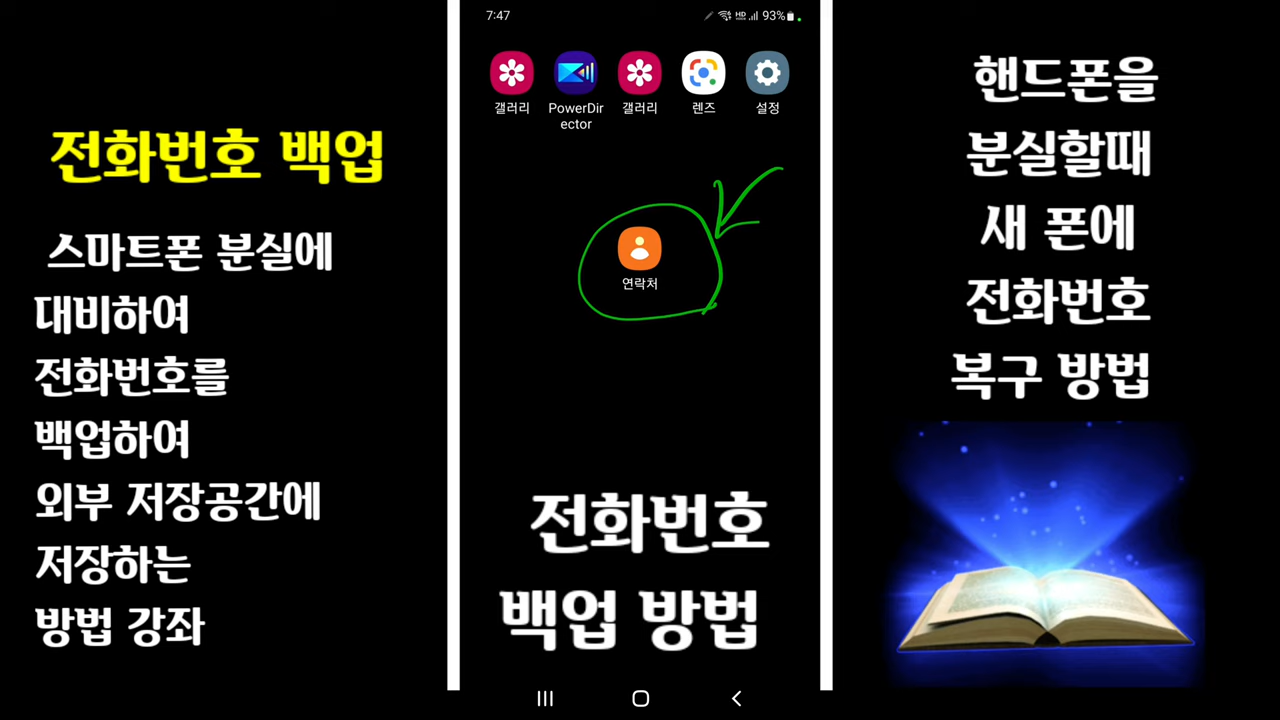 전화번호 백업
스마트폰 분실에
대비하여
전화번호를
백업하여
외부 저장공간에
저장하는
방법 강좌
7:47
93%
갤러리
PowerDir
ector
갤러리
렌즈
설정
연락처
전화번호
백업 방법
핸드폰을
분실할때
새 폰에
전화번호
복구 방법